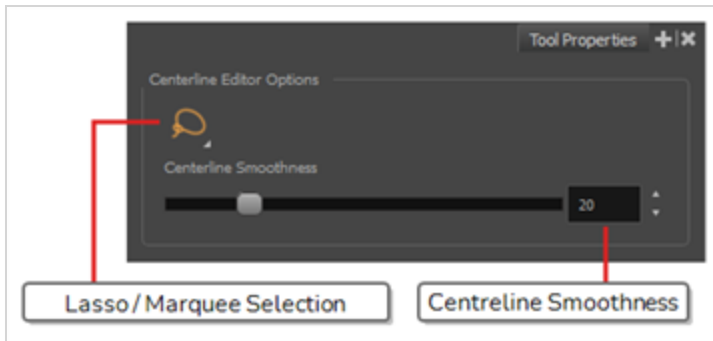 Tool Properties
Centerline Editor Options
Centerline Smoothness
20
Lasso / Marquee Selection
Centreline Smoothness